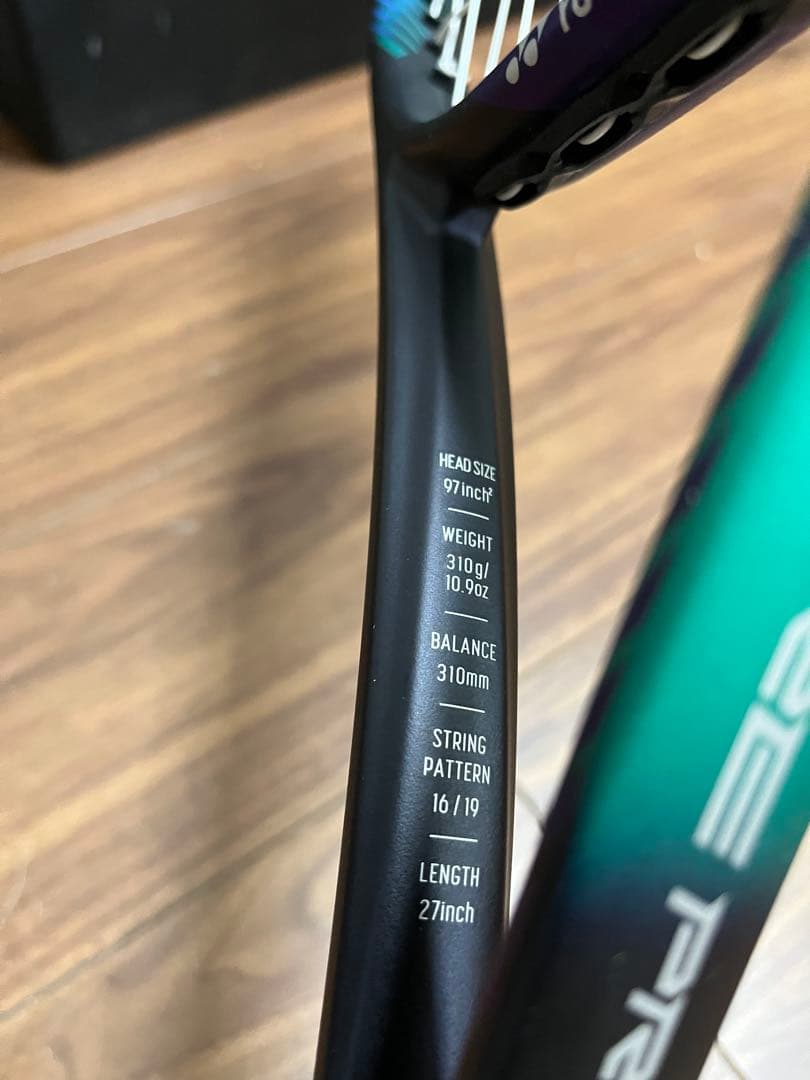 HEAD SIZE
97inch²
WEIGHT
310g/
10.9oz
BALANCE
310mm
STRING
PATTERN
16/19
LENGTH
27inch